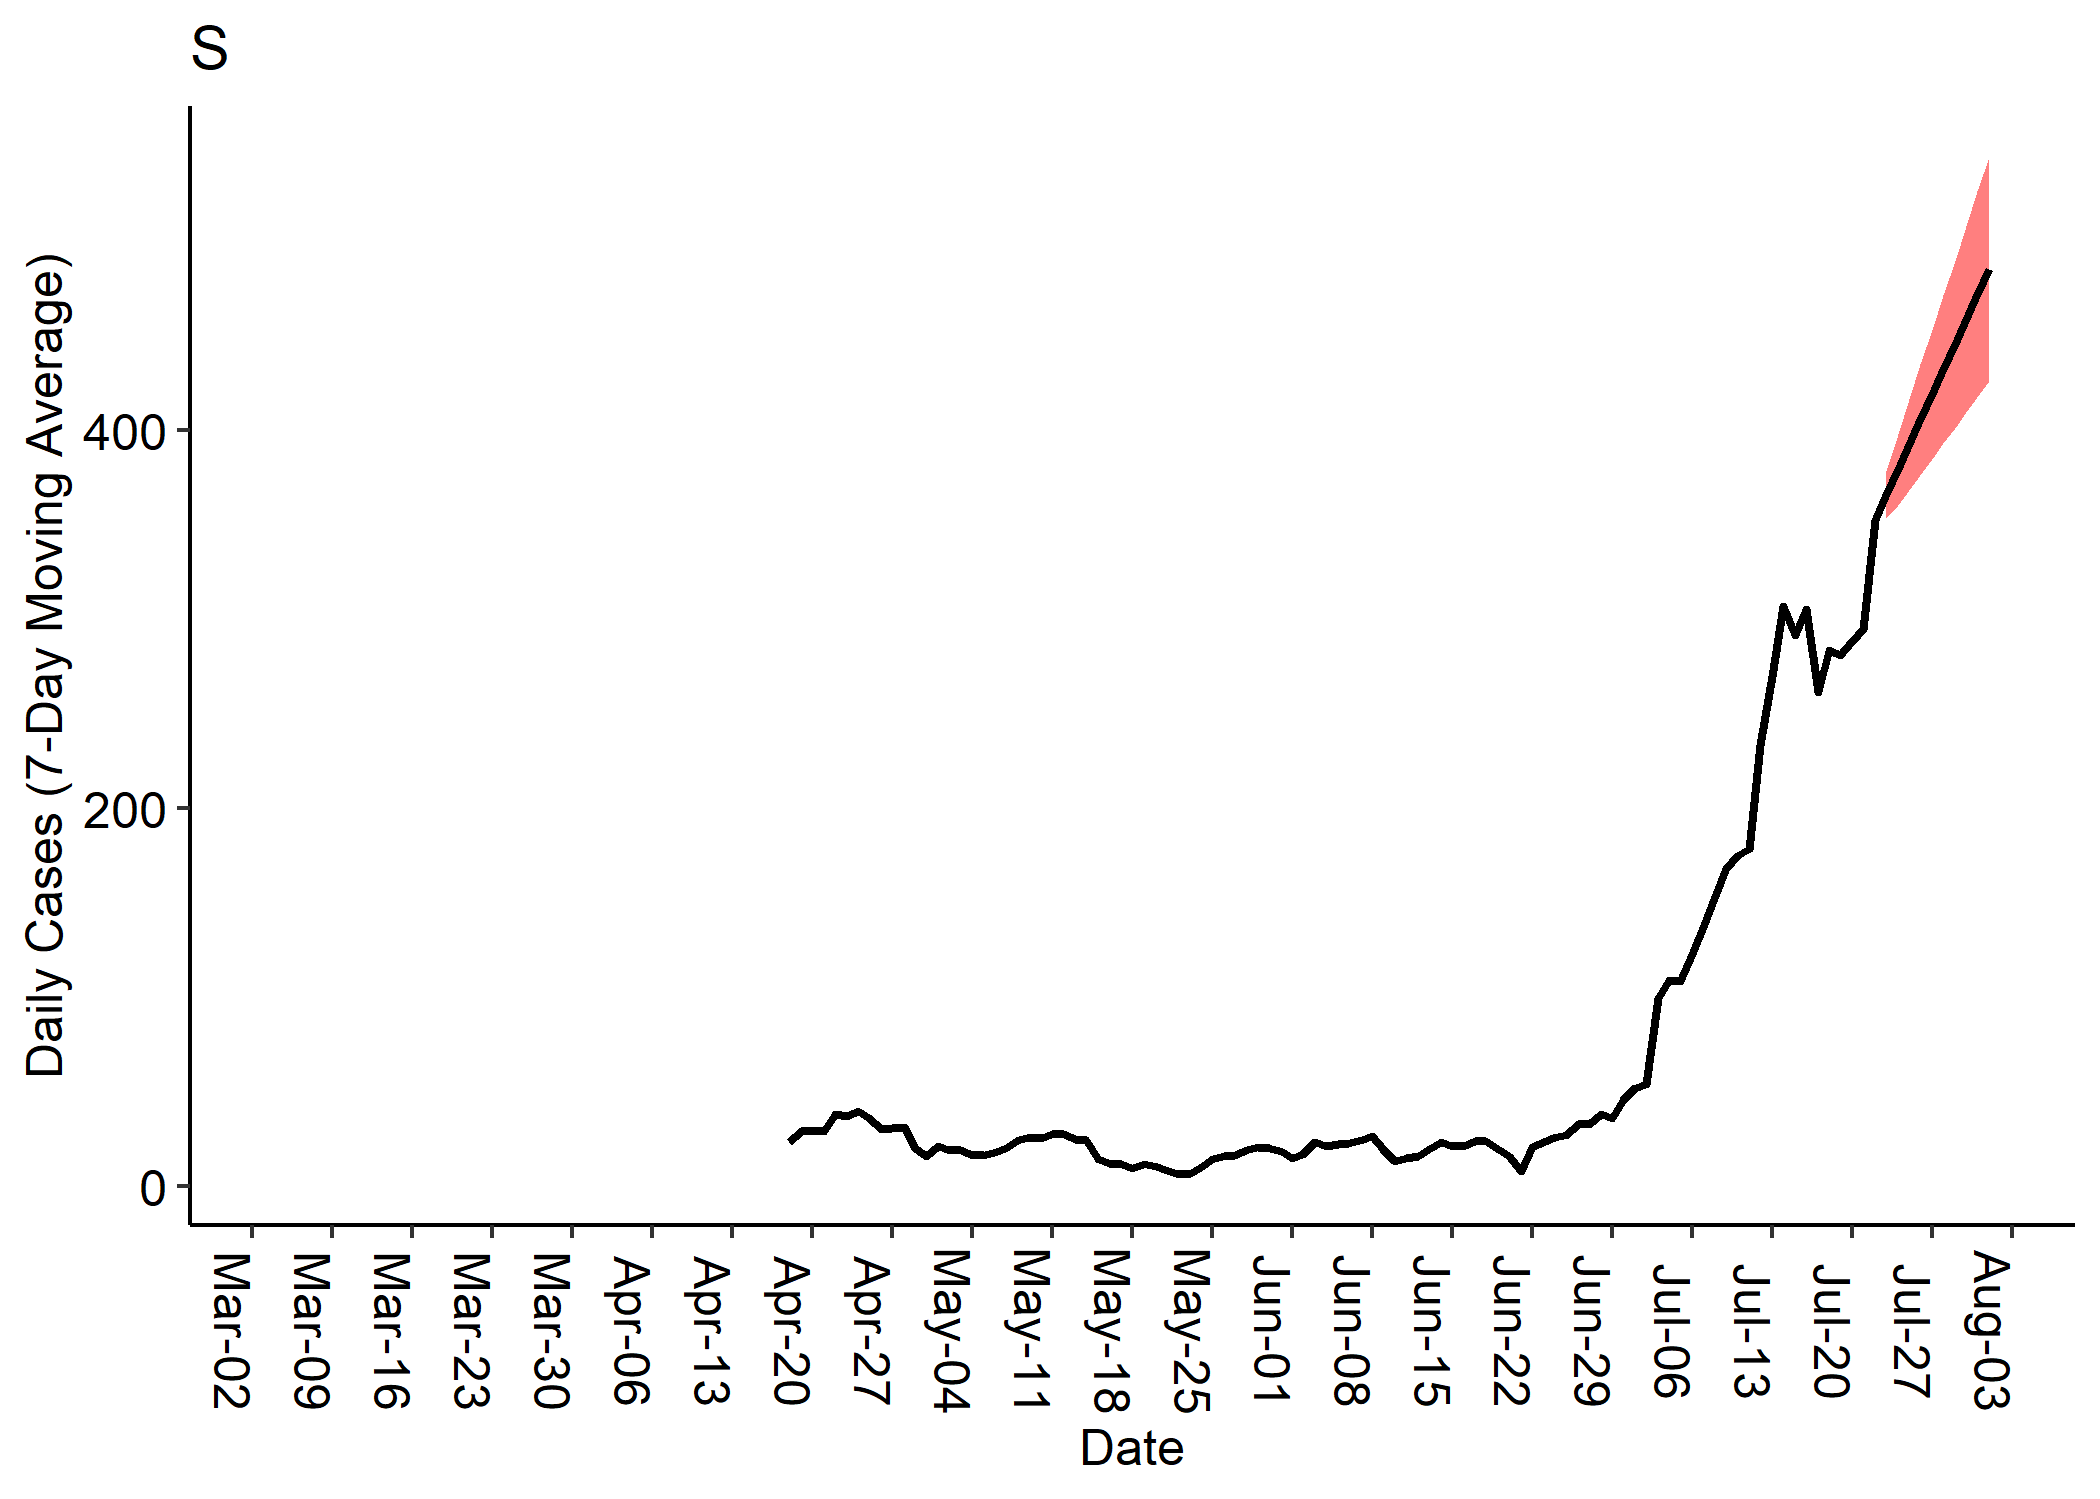 S
Daily Cases (7-Day Moving Average)
400
200
0
Mar-02
Mar-09
Mar-16
Mar-23
Mar-30
Apr-06
Apr-13
Apr-20
Apr-27
May-04
May-11
May-18
May-25
Jun-01
Jun-08
Jun-15
Jun-22
Jun-29
Jul-06
Jul-13
Jul-20
Jul-27
Aug-03
Date